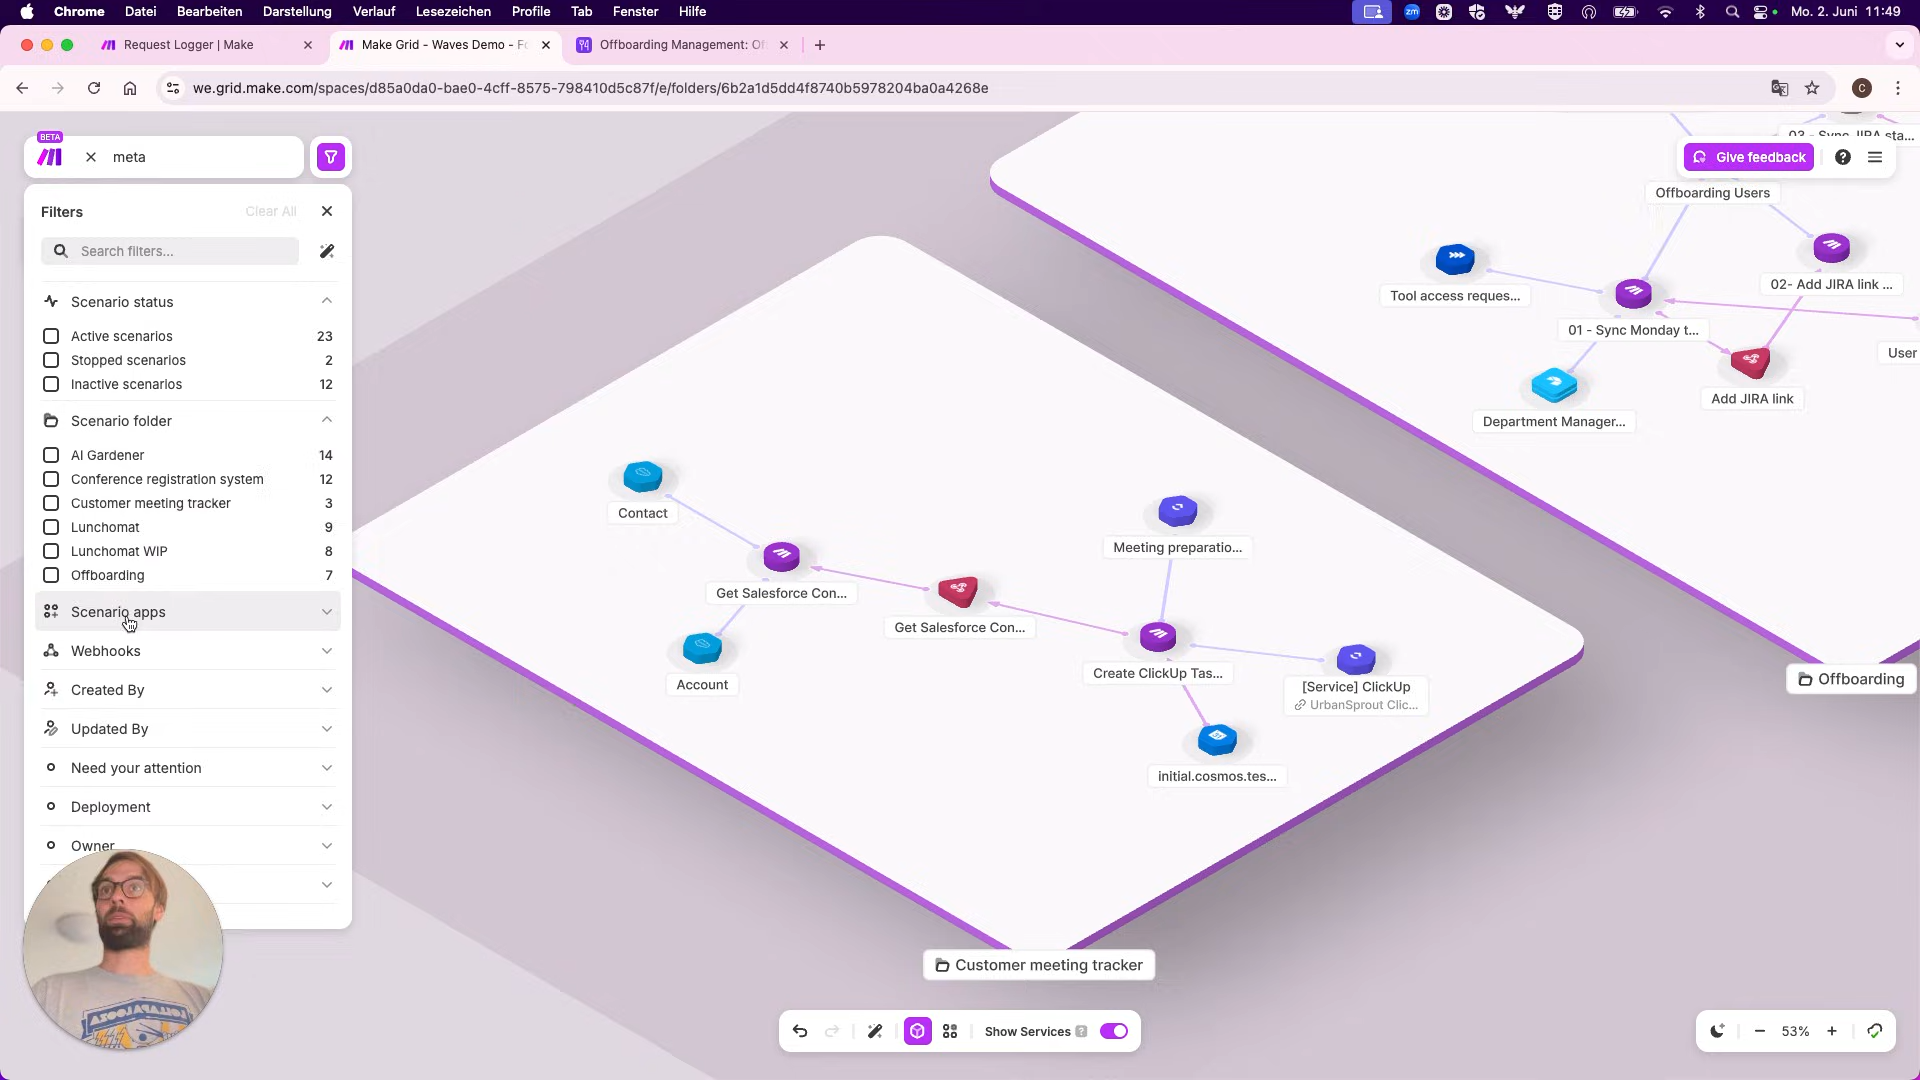 Chrome Datei Bearbeiten Darstellung Verlauf Lesezeichen Profile Tab Fenster Hilfe zm Mo. 2. Juni 11:49
Request Logger | Make
Make Grid - Waves Demo - Fo
Offboarding Management: Of
we.grid.make.com/spaces/d85a0da0-bae0-4cff-8575-798410d5c87f/e/folders/6b2a1d5dd4f8740b5978204ba0a4268e
C
BETA
meta
Give feedback
Filters
Clear All
Search filters...
Scenario status
Active scenarios 23
Stopped scenarios 2
Inactive scenarios 12
Scenario folder
AI Gardener 14
Conference registration system 12
Customer meeting tracker 3
Lunchomat 9
Lunchomat WIP 8
Offboarding 7
Scenario apps
Webhooks
Created By
Updated By
Need your attention
Deployment
Owner
03 - Sync JIRA sta...
Offboarding Users
Tool access reques...
02- Add JIRA link ...
01 - Sync Monday t...
User
Add JIRA link
Department Manager...
Contact
Meeting preparatio...
Get Salesforce Con...
Get Salesforce Con...
Create ClickUp Tas...
Account
[Service] ClickUp
UrbanSprout Clic...
Offboarding
initial.cosmos.tes...
Customer meeting tracker
Show Services ?
53%